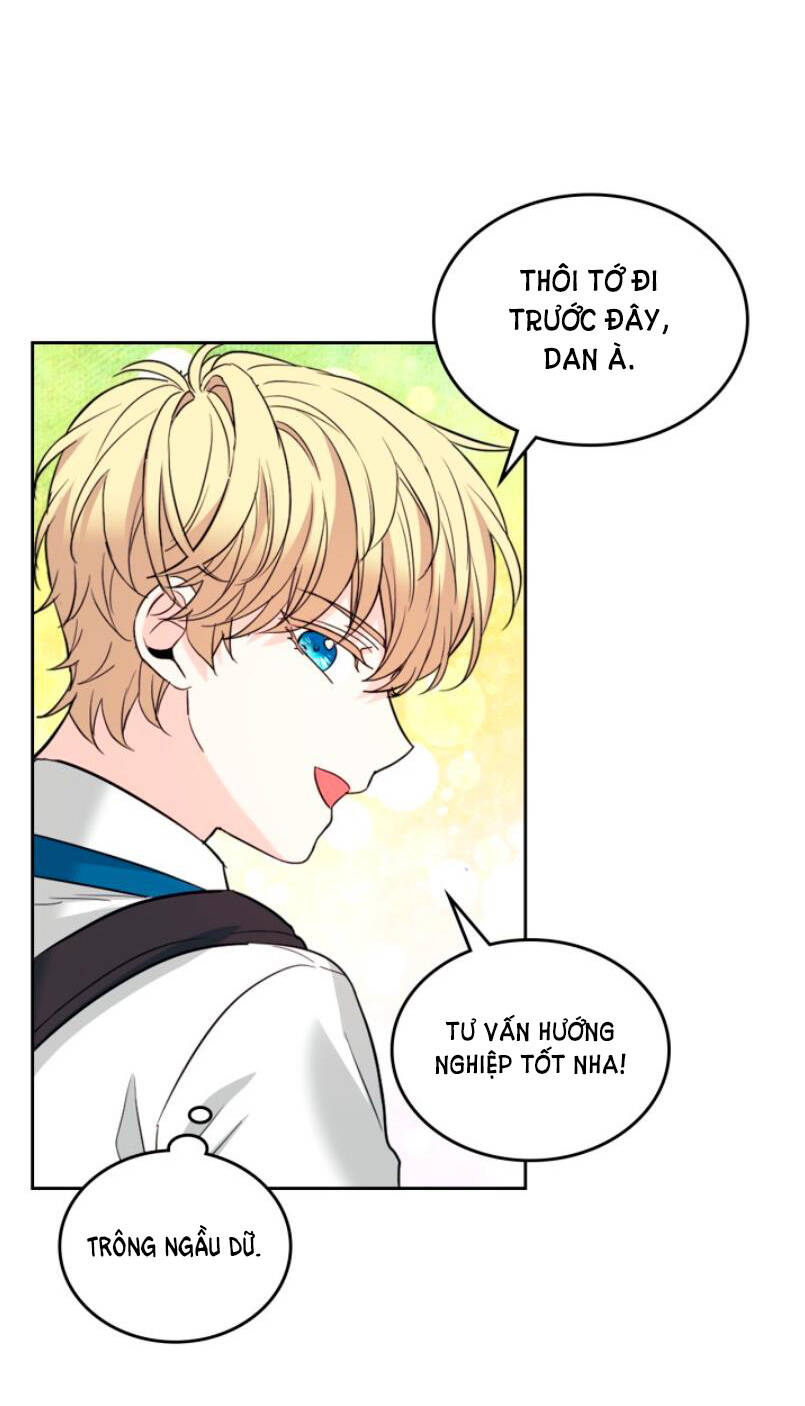 THÔI TỚ ĐI
TRƯỚC ĐÂY,
DAN À.
TƯ VẤN HƯỚNG
NGHIỆP TỐT NHA!
TRÔNG NGẦU DỮ.